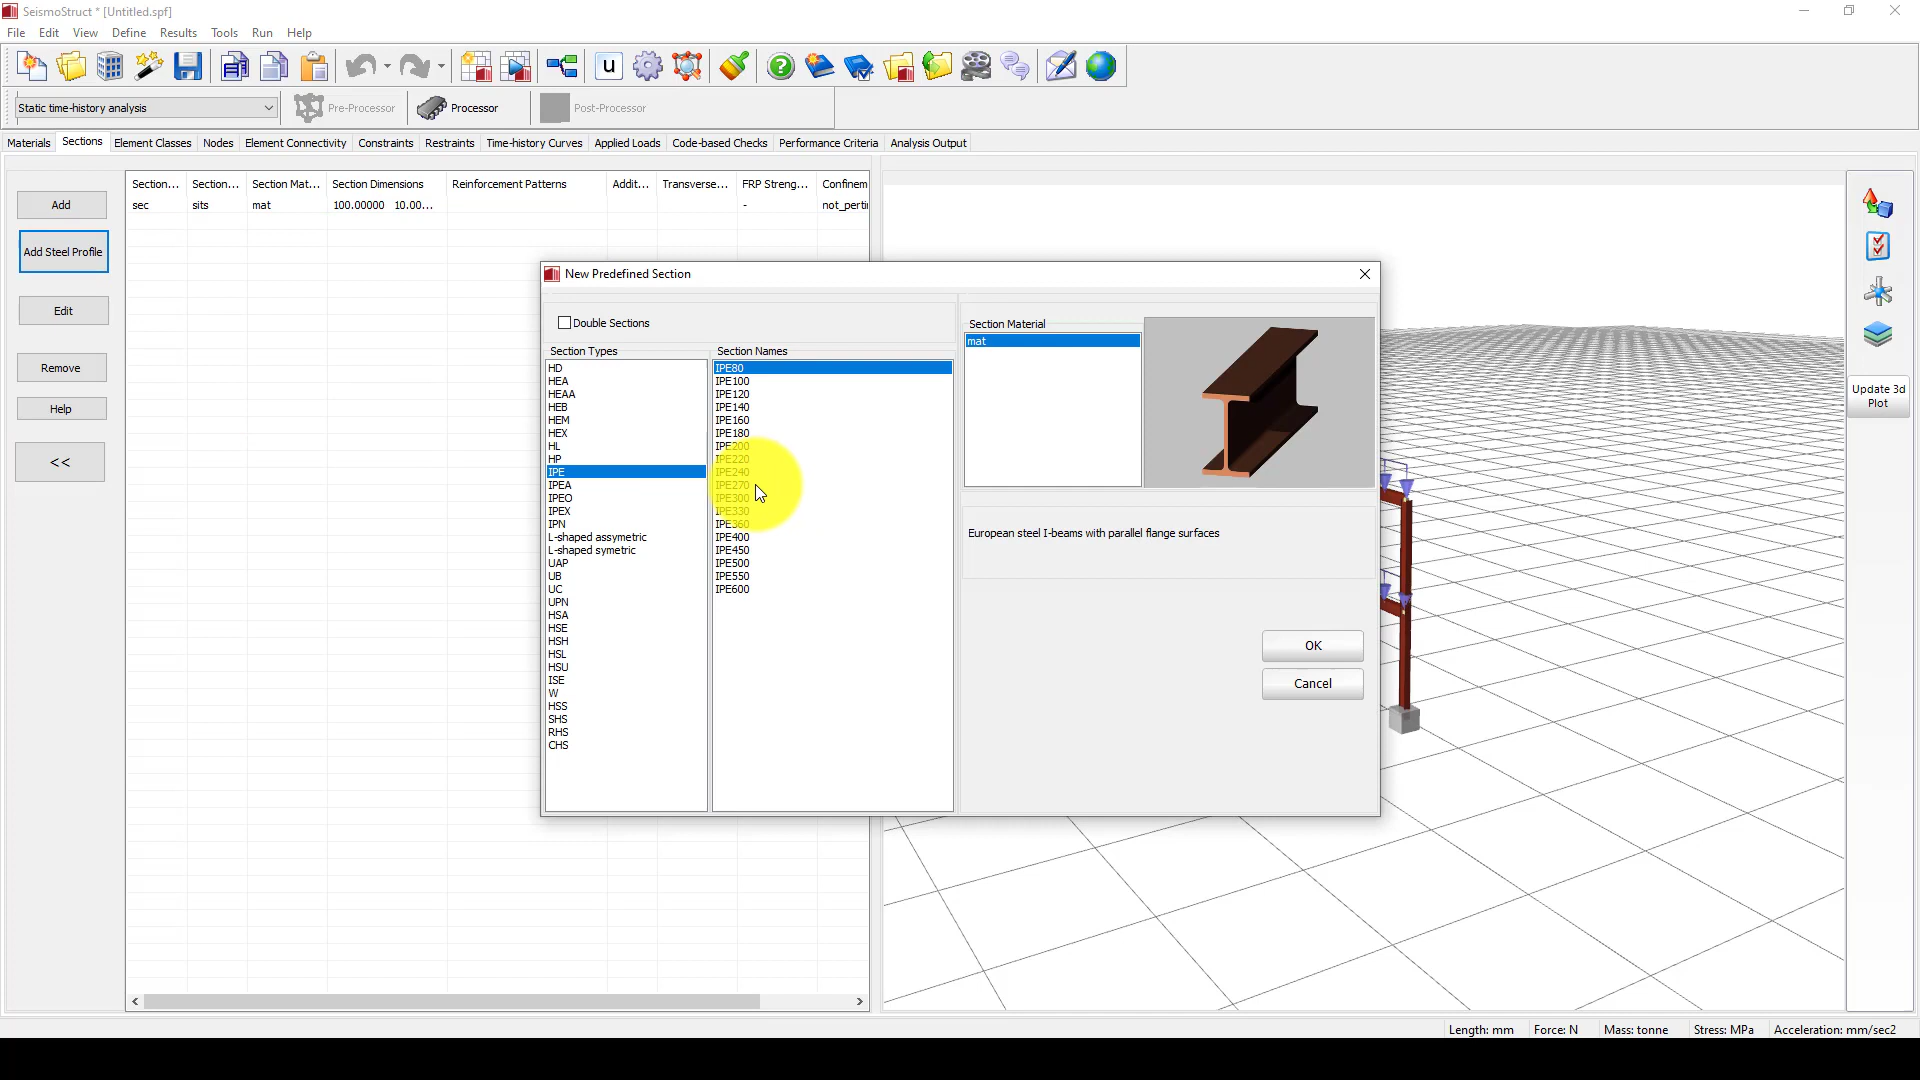 SeismoStruct * [Untitled.spf]
File Edit View Define Results Tools Run Help
u
Static time-history analysis Pre-Processor Processor Post-Processor
Materials Sections Element Classes Nodes Element Connectivity Constraints Restraints Time-history Curves Applied Loads Code-based Checks Performance Criteria Analysis Output
Section... Section... Section Mat... Section Dimensions Reinforcement Patterns Addit... Transverse... FRP Streng... Confinem
sec sits mat 100.00000 10.00... - not_perti
Add
Add Steel Profile
Edit
Remove
Help
<<
New Predefined Section
Double Sections
Section Types
HD
HEA
HEAA
HEB
HEM
HEX
HL
HP
IPE
IPEA
IPEO
IPEX
IPN
L-shaped assymetric
L-shaped symetric
UAP
UB
UC
UPN
HSA
HSE
HSH
HSL
HSU
ISE
W
HSS
SHS
RHS
CHS
Section Names
IPE80
IPE100
IPE120
IPE140
IPE160
IPE180
IPE200
IPE220
IPE240
IPE270
IPE300
IPE330
IPE360
IPE400
IPE450
IPE500
IPE550
IPE600
Section Material
mat
European steel I-beams with parallel flange surfaces
OK
Cancel
Update 3d
Plot
Length: mm Force: N Mass: tonne Stress: MPa Acceleration: mm/sec2